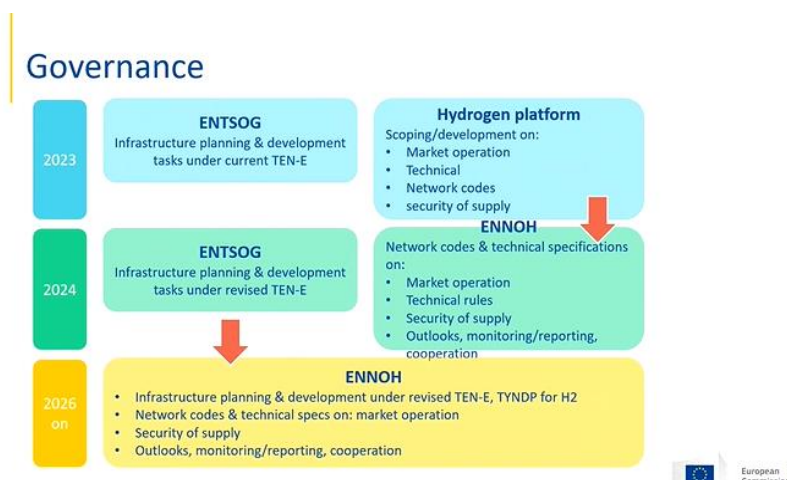 Governance
2023
ENTSOG
Infrastructure planning & development
tasks under current TEN-E
Hydrogen platform
Scoping/development on:
• Market operation
• Technical
• Network codes
• security of supply
2024
ENTSOG
Infrastructure planning & development
tasks under revised TEN-E
ENNOH
Network codes & technical specifications
on:
• Market operation
• Technical rules
• Security of supply
• Outlooks, monitoring/reporting,
cooperation
2026
on
ENNOH
• Infrastructure planning & development under revised TEN-E, TYNDP for H2
• Network codes & technical specs on: market operation
• Security of supply
• Outlooks, monitoring/reporting, cooperation
European